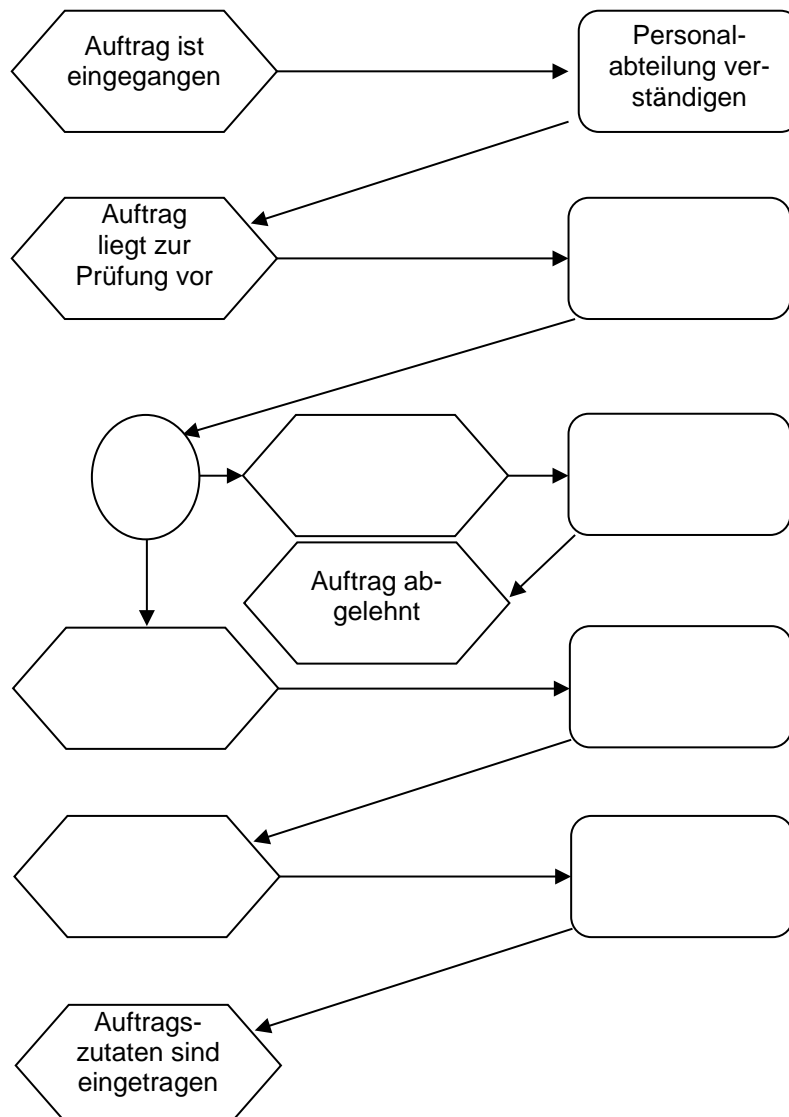 Auftrag ist
eingegangen
Personal-
abteilung ver-
ständigen
Auftrag
liegt zur
Prüfung vor
Auftrag ab-
gelehnt
Auftrags-
zutaten sind
eingetragen